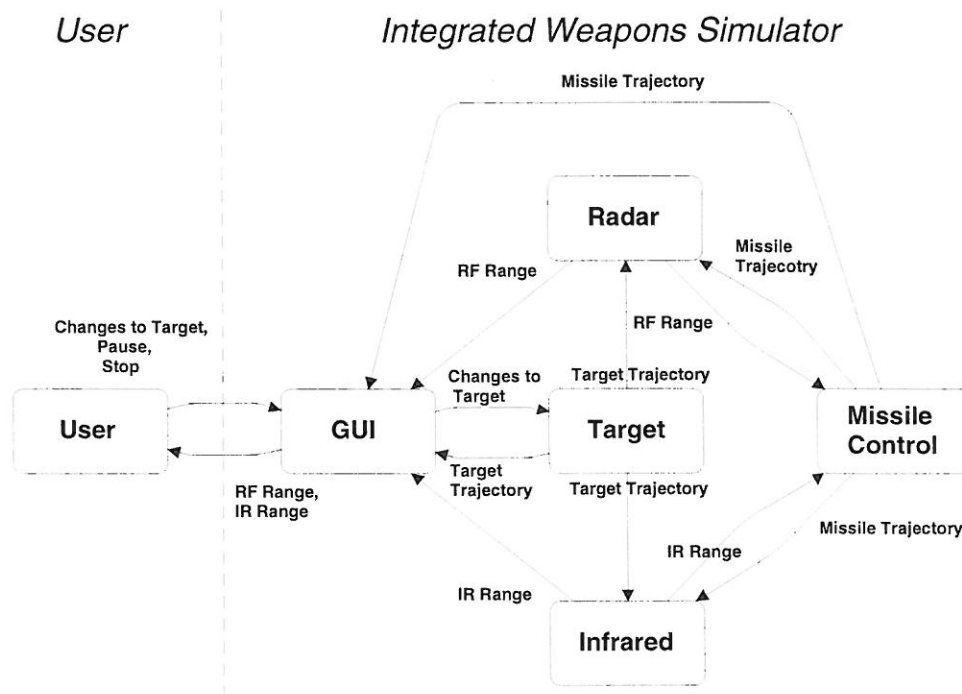 User
Integrated Weapons Simulator
Missile Trajectory
Radar
Missile
Trajecotry
RF Range
RF Range
Changes to Target,
Pause,
Stop
Changes to
Target
Target Trajectory
User
GUI
Target
Missile
Control
Target
Trajectory
Target Trajectory
RF Range,
IR Range
Missile Trajectory
IR Range
IR Range
Infrared